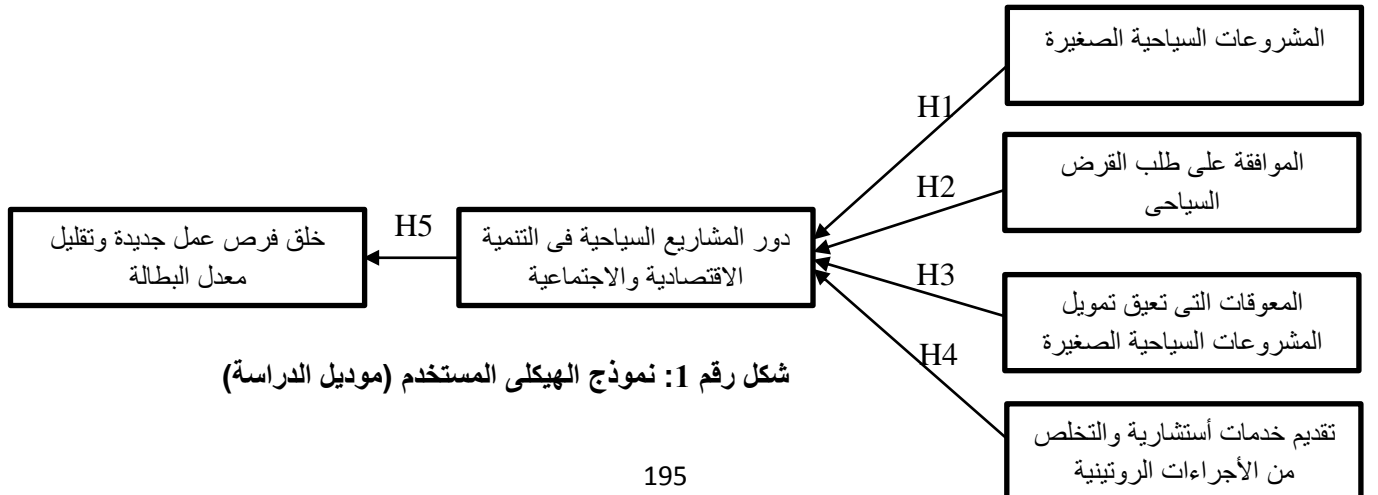 المشروعات السياحية الصغيرة
H1
الموافقة على طلب القرض
السياحى
H2
دور المشاريع السياحية فى التنمية
الاقتصادية والاجتماعية
H5
خلق فرص عمل جديدة وتقليل
معدل البطالة
H3
المعوقات التى تعيق تمويل
المشروعات السياحية الصغيرة
H4
تقديم خدمات أستشارية والتخلص
من الأجراءات الروتينية
شكل رقم 1: نموذج الهيكلى المستخدم (موديل الدراسة)
195